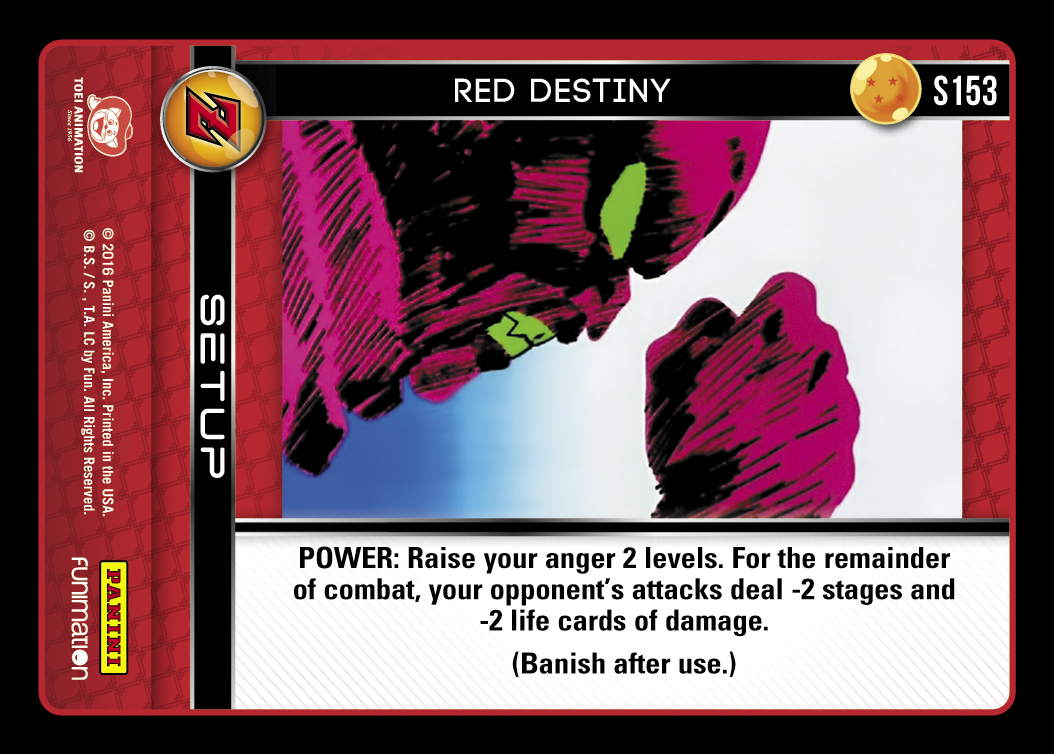 RED DESTINY
S153
SETUP
TOEI ANIMATION
Since 1956
© 2016 Panini America, Inc. Printed in the USA.
© B.S. / S. , T.A. LC by Fun. All Rights Reserved.
PANINI
FUNIMATION
POWER: Raise your anger 2 levels. For the remainder
of combat, your opponent’s attacks deal -2 stages and
-2 life cards of damage.
(Banish after use.)